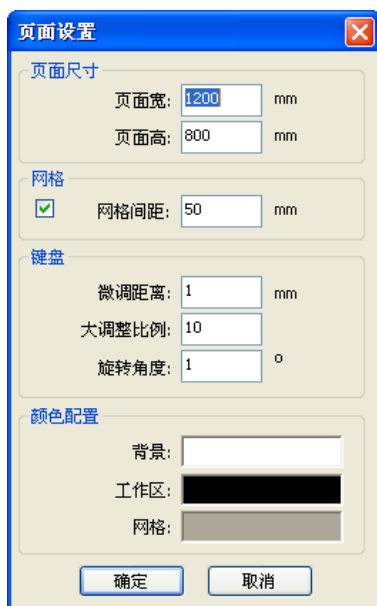 页面设置
页面尺寸
页面宽: 1200 mm
页面高: 800 mm
网格
网格间距: 50 mm
键盘
微调距离: 1 mm
大调整比例: 10
旋转角度: 1 o
颜色配置
背景:
工作区:
网格:
确定 取消